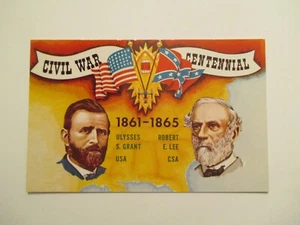 CIVIL WAR CENTENNIAL
1861-1865
ULYSSES
S. GRANT
USA
ROBERT
E. LEE
CSA